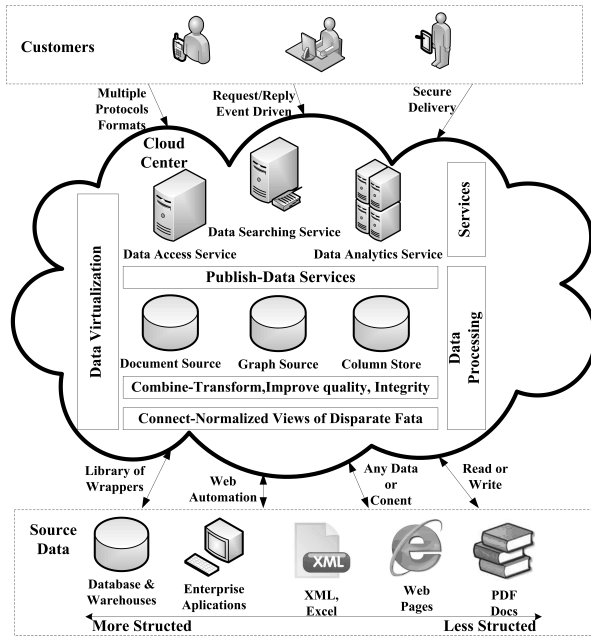 Customers
Multiple
Protocols
Formats
Request/Reply
Event Driven
Secure
Delivery
Cloud
Center
Data Searching Service
Data Access Service
Data Analytics Service
Services
Data Virtualization
Publish-Data Services
Document Source
Graph Source
Column Store
Data
Processing
Combine-Transform,Improve quality, Integrity
Connect-Normalized Views of Disparate Fata
Library of
Wrappers
Web
Automation
Any Data
or
Conent
Read or
Write
Source
Data
XML
Database &
Warehouses
Enterprise
Aplications
XML,
Excel
Web
Pages
PDF
Docs
More Structed
Less Structed